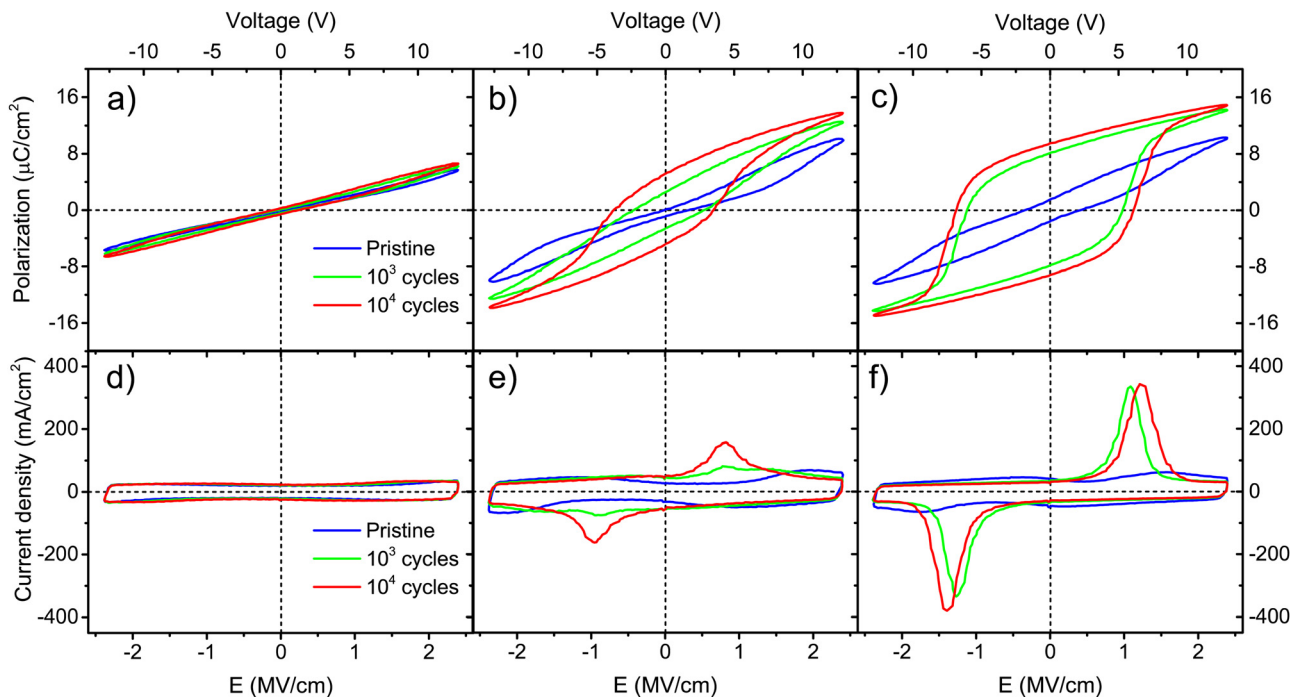 Voltage (V) Voltage (V) Voltage (V)
-10 -5 0 5 10 -10 -5 0 5 10 -10 -5 0 5 10
a) b) c)
Polarization (μC/cm²)
16 16
8 8
0 0
-8 -8
-16 -16
Pristine
10³ cycles
10⁴ cycles
d) e) f)
Current density (mA/cm²)
400 400
200 200
0 0
-200 -200
-400 -400
Pristine
10³ cycles
10⁴ cycles
-2 -1 0 1 2 -2 -1 0 1 2 -2 -1 0 1 2
E (MV/cm) E (MV/cm) E (MV/cm)